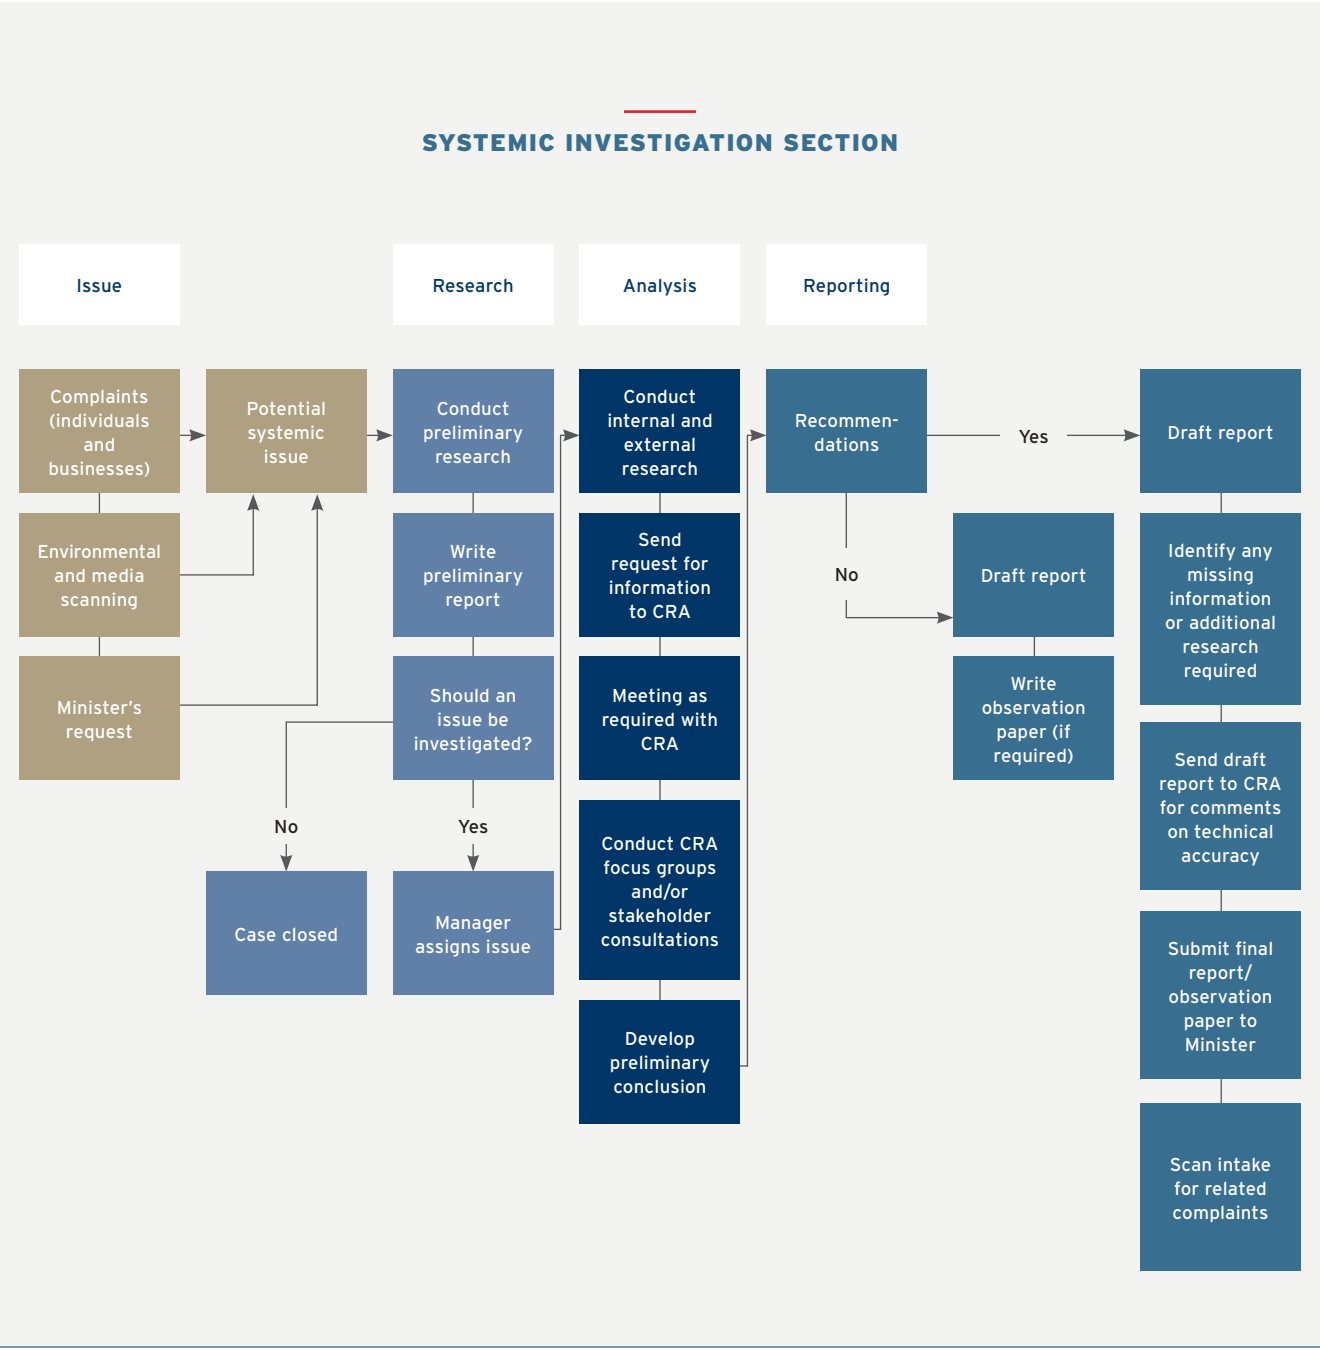 SYSTEMIC INVESTIGATION SECTION
Issue
Research
Analysis
Reporting
Complaints
(individuals
and
businesses)
Potential
systemic
issue
Conduct
preliminary
research
Conduct
internal and
external
research
Recommen-
dations
Yes
Draft report
Environmental
and media
scanning
Write
preliminary
report
Send
request for
information
to CRA
No
Draft report
Identify any
missing
information
or additional
research
required
Minister’s
request
Should an
issue be
investigated?
Meeting as
required with
CRA
Write
observation
paper (if
required)
Send draft
report to CRA
for comments
on technical
accuracy
No
Yes
Conduct CRA
focus groups
and/or
stakeholder
consultations
Case closed
Manager
assigns issue
Submit final
report/
observation
paper to
Minister
Develop
preliminary
conclusion
Scan intake
for related
complaints